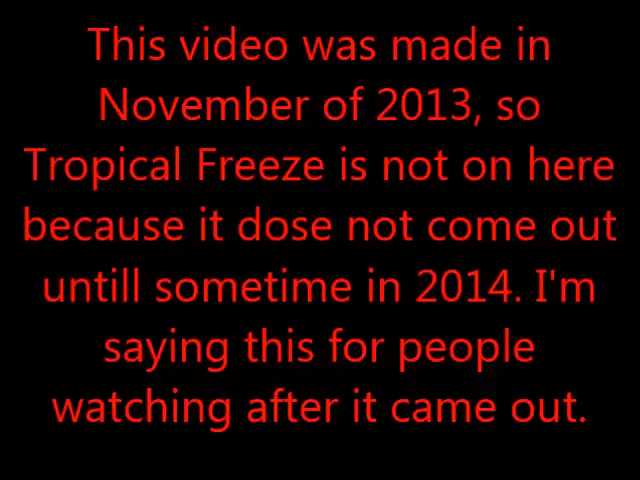 This video was made in
November of 2013, so
Tropical Freeze is not on here
because it dose not come out
untill sometime in 2014. I'm
saying this for people
watching after it came out.